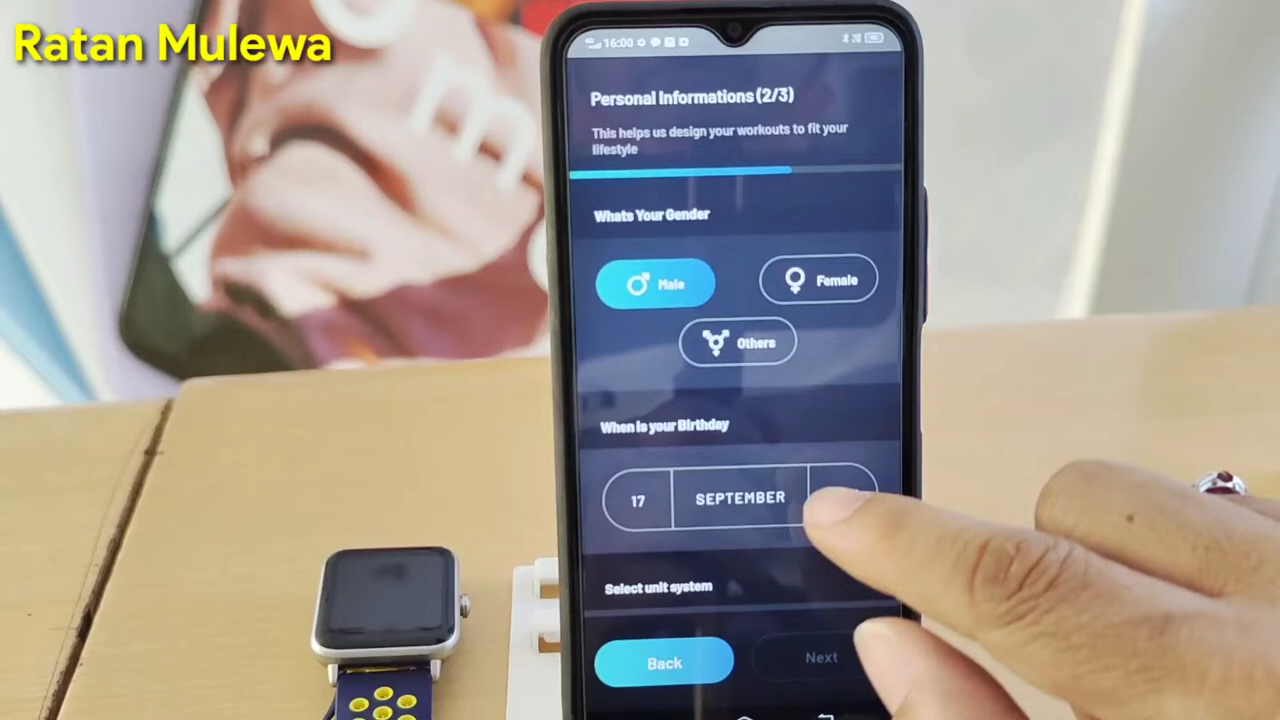 Ratan Mulewa
16:00
Personal Informations (2/3)
This helps us design your workouts to fit your
lifestyle
Whats Your Gender
Male
Female
Others
When is your Birthday
17
SEPTEMBER
Select unit system
Back
Next